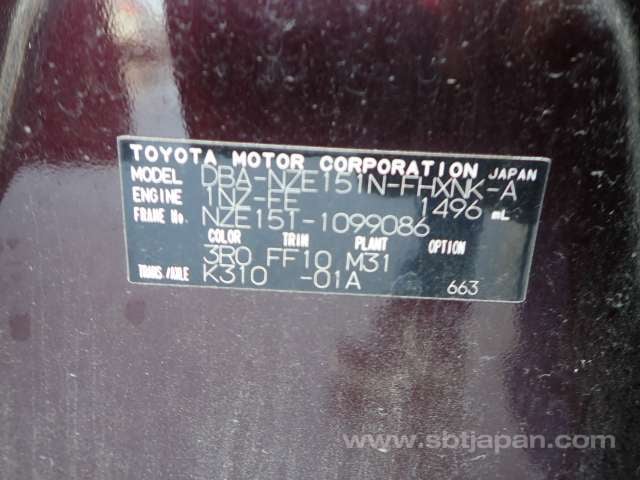 TOYOTA MOTOR CORPORATION JAPAN
MODEL DBA-NZE151N-FHXNK-A
ENGINE 1NZ-FE 1496 mL
FRAME No. NZE151-1099086
COLOR TRIM PLANT OPTION
3R0 FF10 M31
TRANS/AXLE K310 -01A 663
www.sbtjapan.com